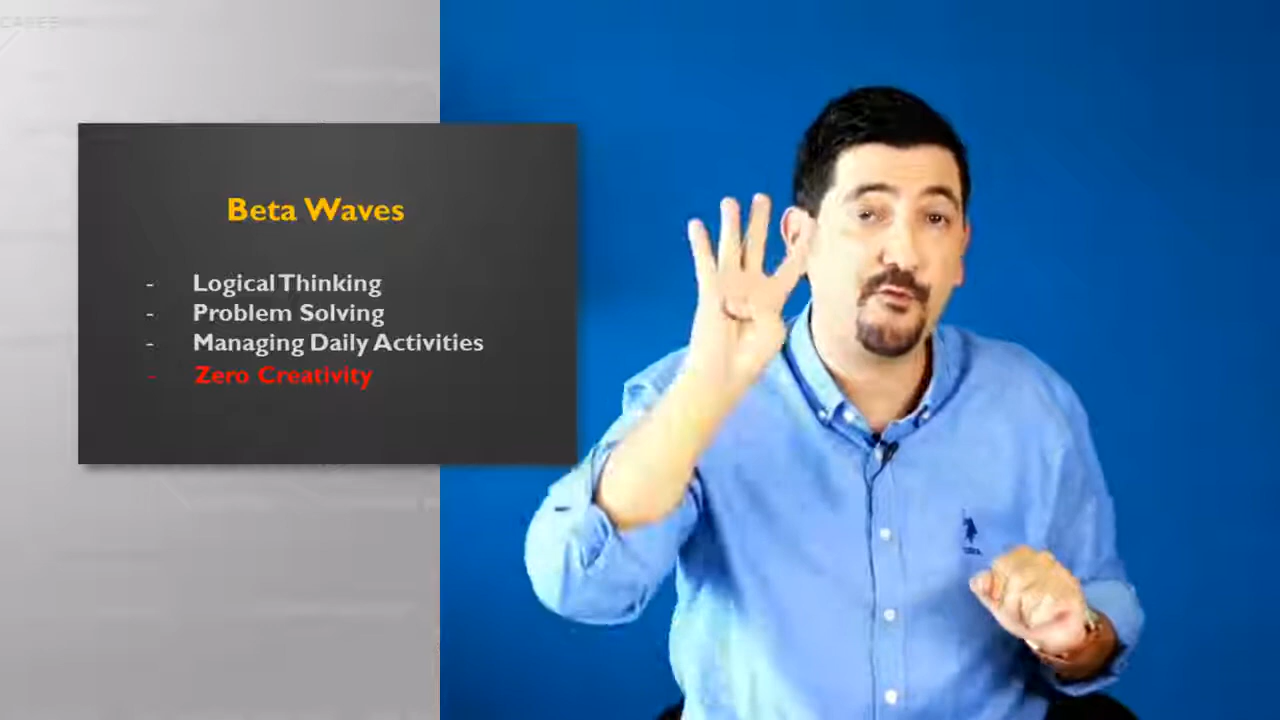 Beta Waves
- Logical Thinking
- Problem Solving
- Managing Daily Activities
- Zero Creativity